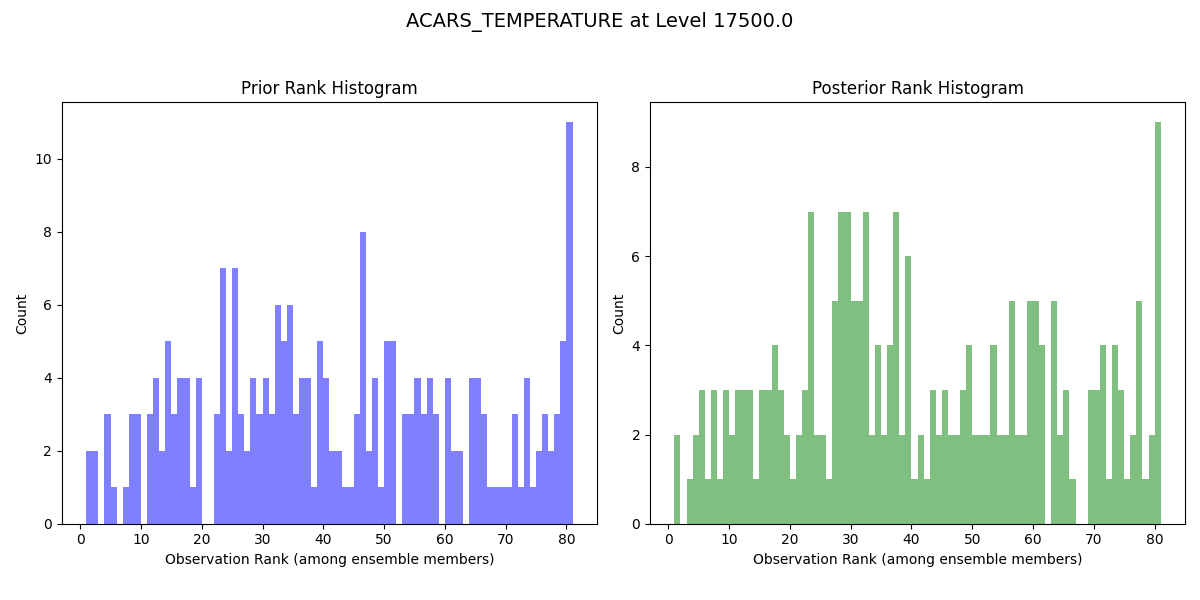 ACARS_TEMPERATURE at Level 17500.0
Prior Rank Histogram
Count
10
8
6
4
2
0
0 10 20 30 40 50 60 70 80
Observation Rank (among ensemble members)
Posterior Rank Histogram
Count
8
6
4
2
0
0 10 20 30 40 50 60 70 80
Observation Rank (among ensemble members)